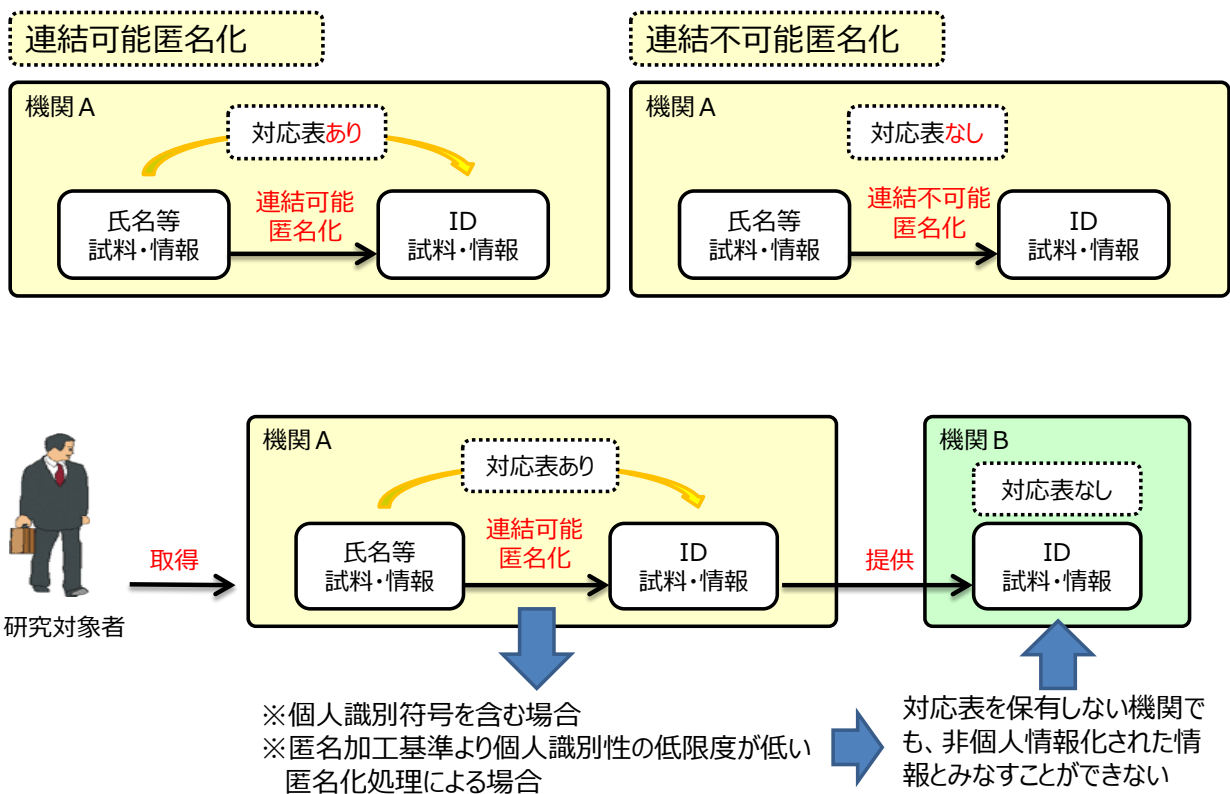 連結可能匿名化
機関A
対応表あり
氏名等
試料・情報
連結可能
匿名化
ID
試料・情報
連結不可能匿名化
機関A
対応表なし
氏名等
試料・情報
連結不可能
匿名化
ID
試料・情報
研究対象者
取得
機関A
対応表あり
氏名等
試料・情報
連結可能
匿名化
ID
試料・情報
提供
機関B
対応表なし
ID
試料・情報
※個人識別符号を含む場合
※匿名加工基準より個人識別性の低限度が低い
匿名化処理による場合
対応表を保有しない機関で
も、非個人情報化された情
報とみなすことができない